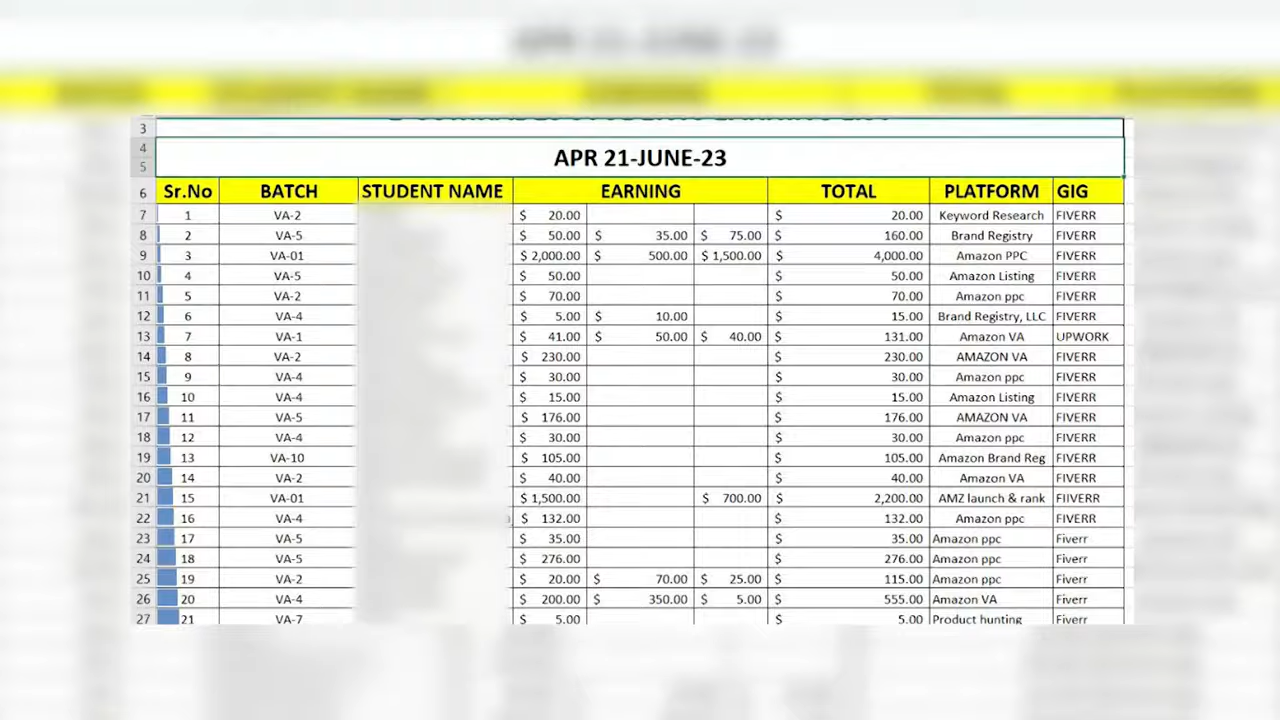 3
4
APR 21-JUNE-23
5
6 Sr.No BATCH STUDENT NAME EARNING TOTAL PLATFORM GIG
7 1 VA-2 $ 20.00 $ 20.00 Keyword Research FIVERR
8 2 VA-5 $ 50.00 $ 35.00 $ 75.00 $ 160.00 Brand Registry FIVERR
9 3 VA-01 $ 2,000.00 $ 500.00 $ 1,500.00 $ 4,000.00 Amazon PPC FIVERR
10 4 VA-5 $ 50.00 $ 50.00 Amazon Listing FIVERR
11 5 VA-2 $ 70.00 $ 70.00 Amazon ppc FIVERR
12 6 VA-4 $ 5.00 $ 10.00 $ 15.00 Brand Registry, LLC FIVERR
13 7 VA-1 $ 41.00 $ 50.00 $ 40.00 $ 131.00 Amazon VA UPWORK
14 8 VA-2 $ 230.00 $ 230.00 AMAZON VA FIVERR
15 9 VA-4 $ 30.00 $ 30.00 Amazon ppc FIVERR
16 10 VA-4 $ 15.00 $ 15.00 Amazon Listing FIVERR
17 11 VA-5 $ 176.00 $ 176.00 AMAZON VA FIVERR
18 12 VA-4 $ 30.00 $ 30.00 Amazon ppc FIVERR
19 13 VA-10 $ 105.00 $ 105.00 Amazon Brand Reg FIVERR
20 14 VA-2 $ 40.00 $ 40.00 Amazon VA FIVERR
21 15 VA-01 $ 1,500.00 $ 700.00 $ 2,200.00 AMZ launch & rank FIIVERR
22 16 VA-4 $ 132.00 $ 132.00 Amazon ppc FIVERR
23 17 VA-5 $ 35.00 $ 35.00 Amazon ppc Fiverr
24 18 VA-5 $ 276.00 $ 276.00 Amazon ppc Fiverr
25 19 VA-2 $ 20.00 $ 70.00 $ 25.00 $ 115.00 Amazon ppc Fiverr
26 20 VA-4 $ 200.00 $ 350.00 $ 5.00 $ 555.00 Amazon VA Fiverr
27 21 VA-7 $ 5.00 $ 5.00 Product hunting Fiverr